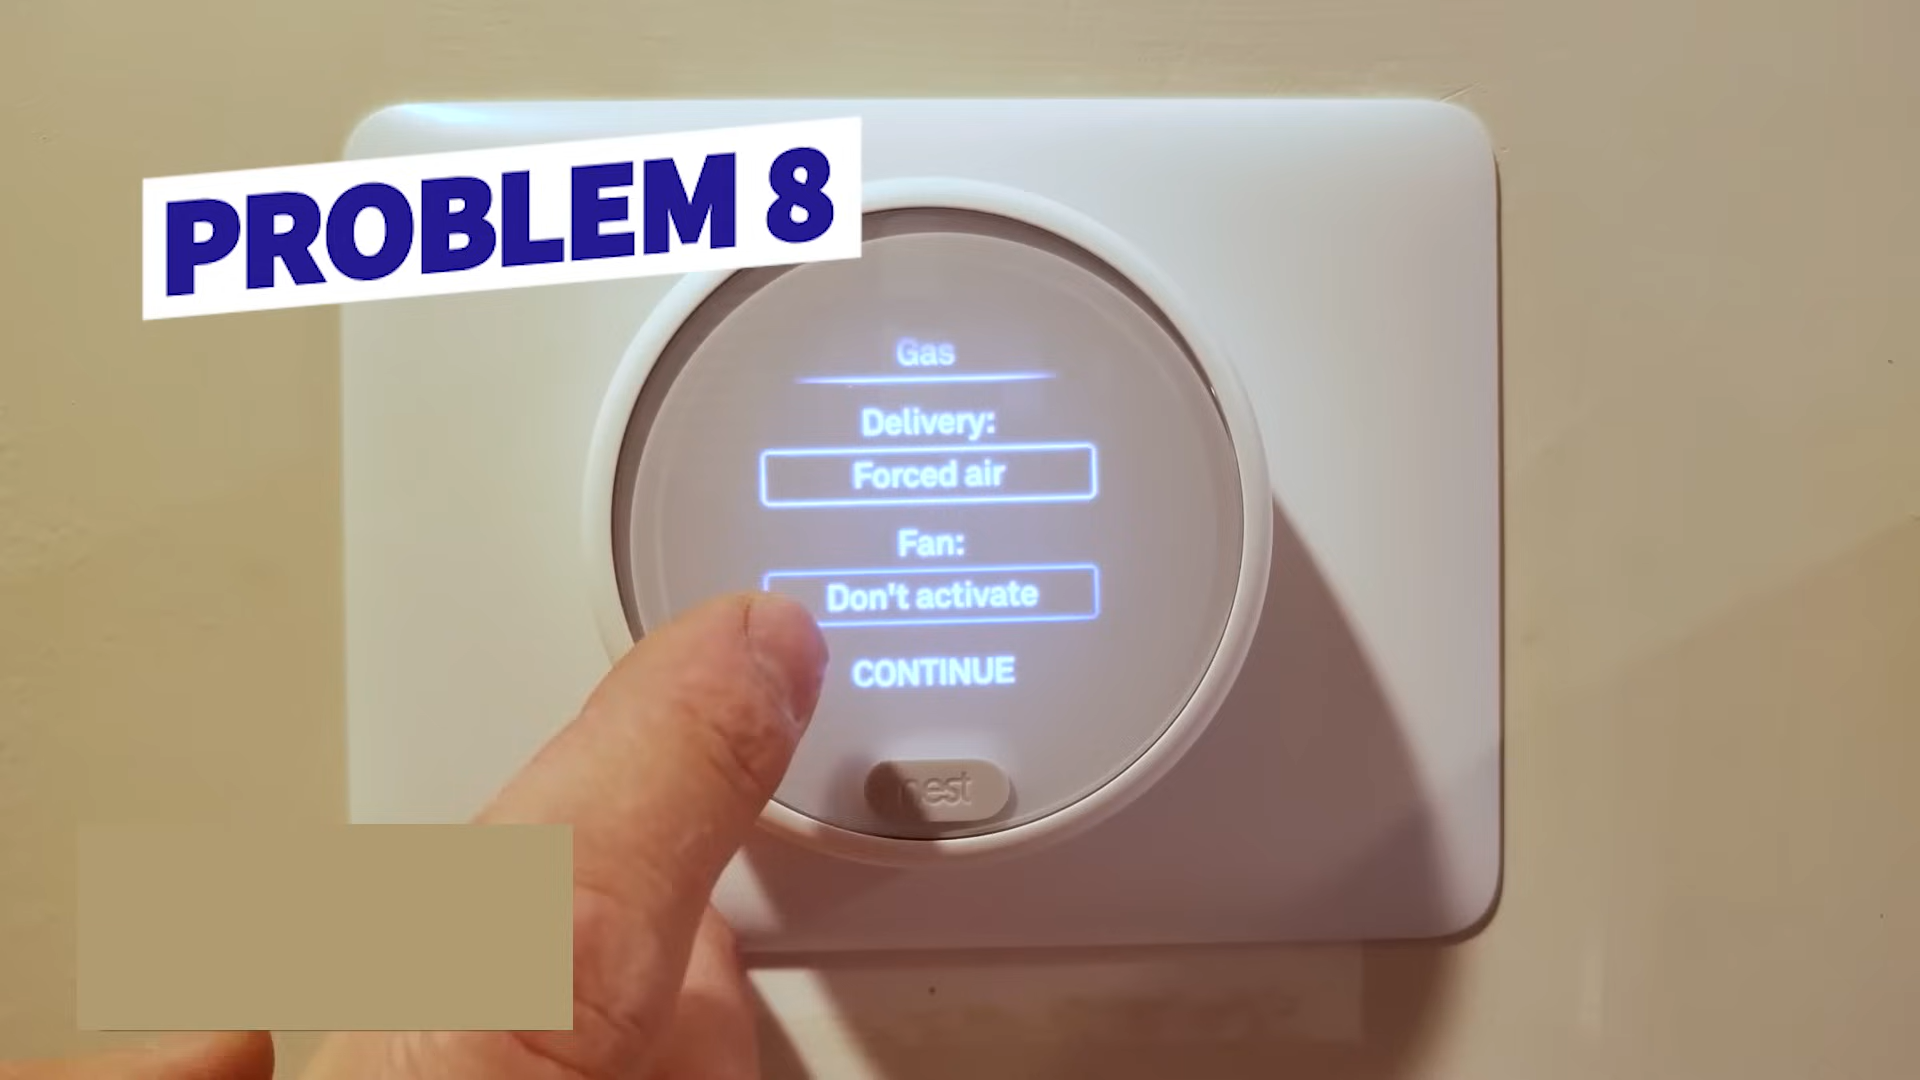 PROBLEM 8
Gas
Delivery:
Forced air
Fan:
Don't activate
CONTINUE
nest